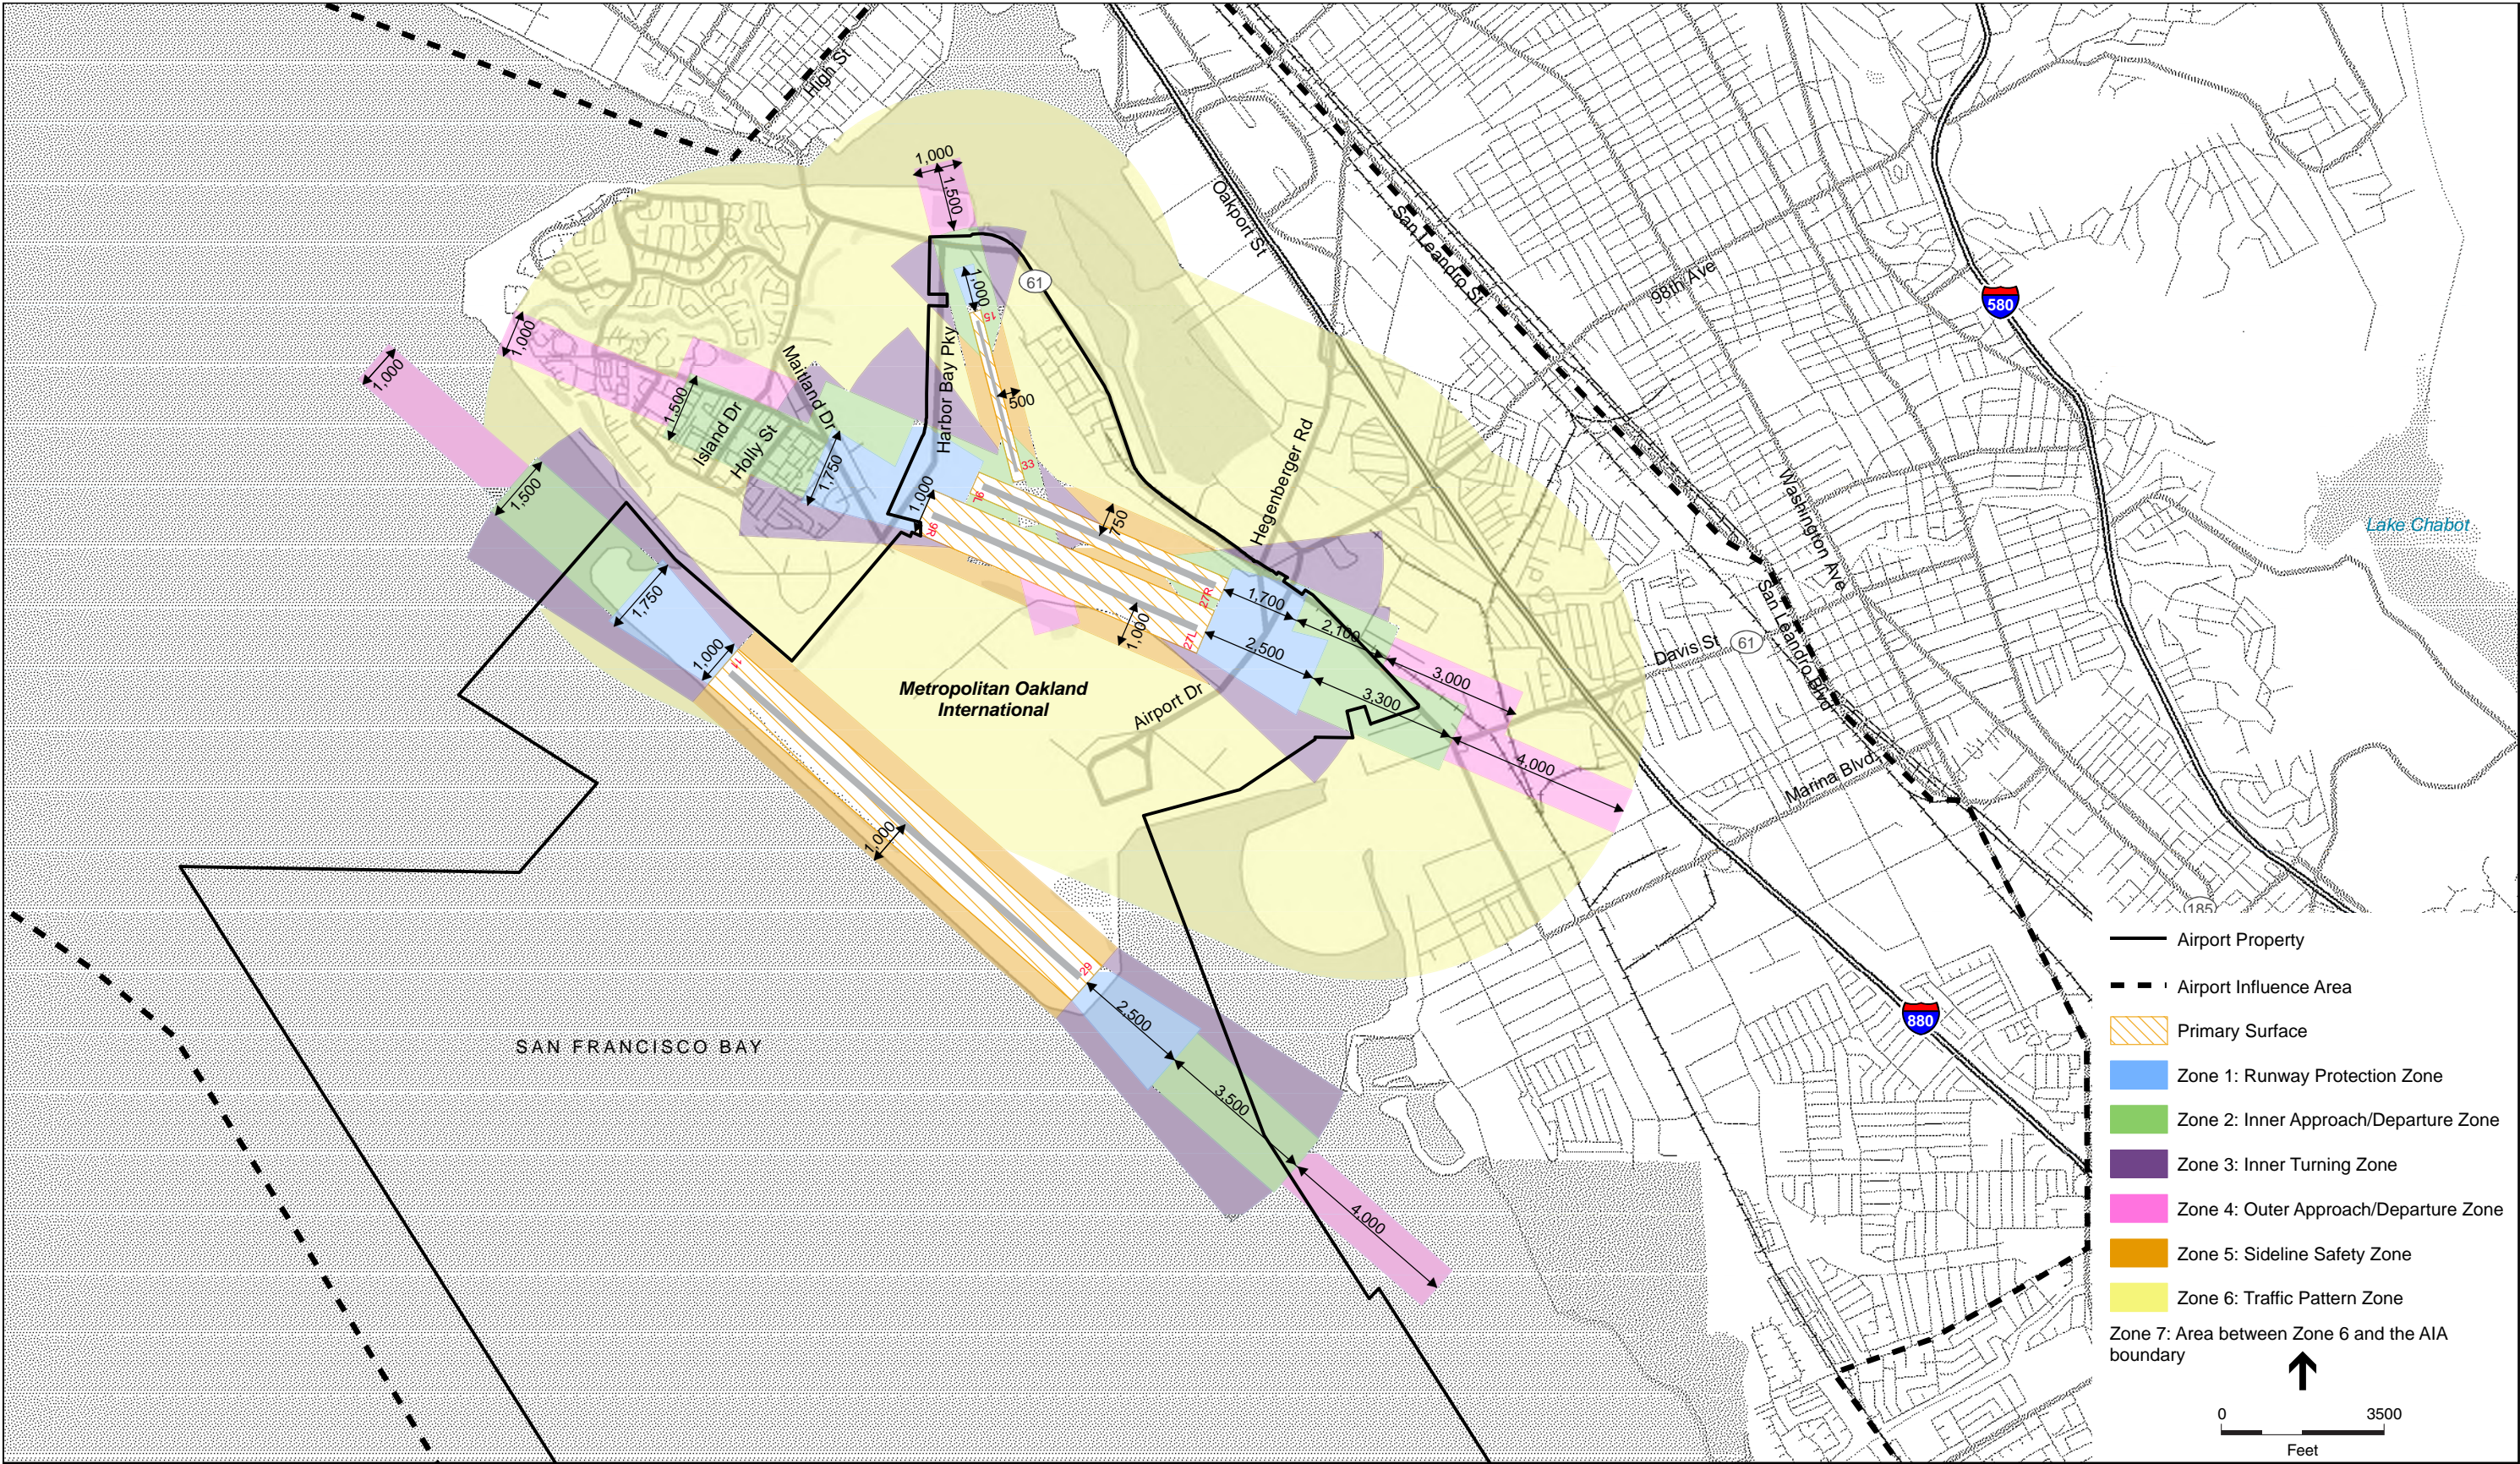 High St
1,000
1,500
Oakport St
San Leandro St
98th Ave
580
61
1,000
15
1,000
1,000
Harbor Bay Pky
Maitland Dr
500
1,500
Island Dr
Holly St
33
Hegenberger Rd
1,750
1,500
1,000
9L
9R
750
Washington Ave
Lake Chabot
1,750
27R
1,700
1,000
27L
2,100
2,500
San Leandro Blvd
Davis St
61
1,000
11
3,000
3,300
Metropolitan Oakland
International
Airport Dr
4,000
Marina Blvd
1,000
185
29
2,500
SAN FRANCISCO BAY
880
3,500
4,000
Airport Property
Airport Influence Area
Primary Surface
Zone 1: Runway Protection Zone
Zone 2: Inner Approach/Departure Zone
Zone 3: Inner Turning Zone
Zone 4: Outer Approach/Departure Zone
Zone 5: Sideline Safety Zone
Zone 6: Traffic Pattern Zone
Zone 7: Area between Zone 6 and the AIA
boundary
0 3500
Feet